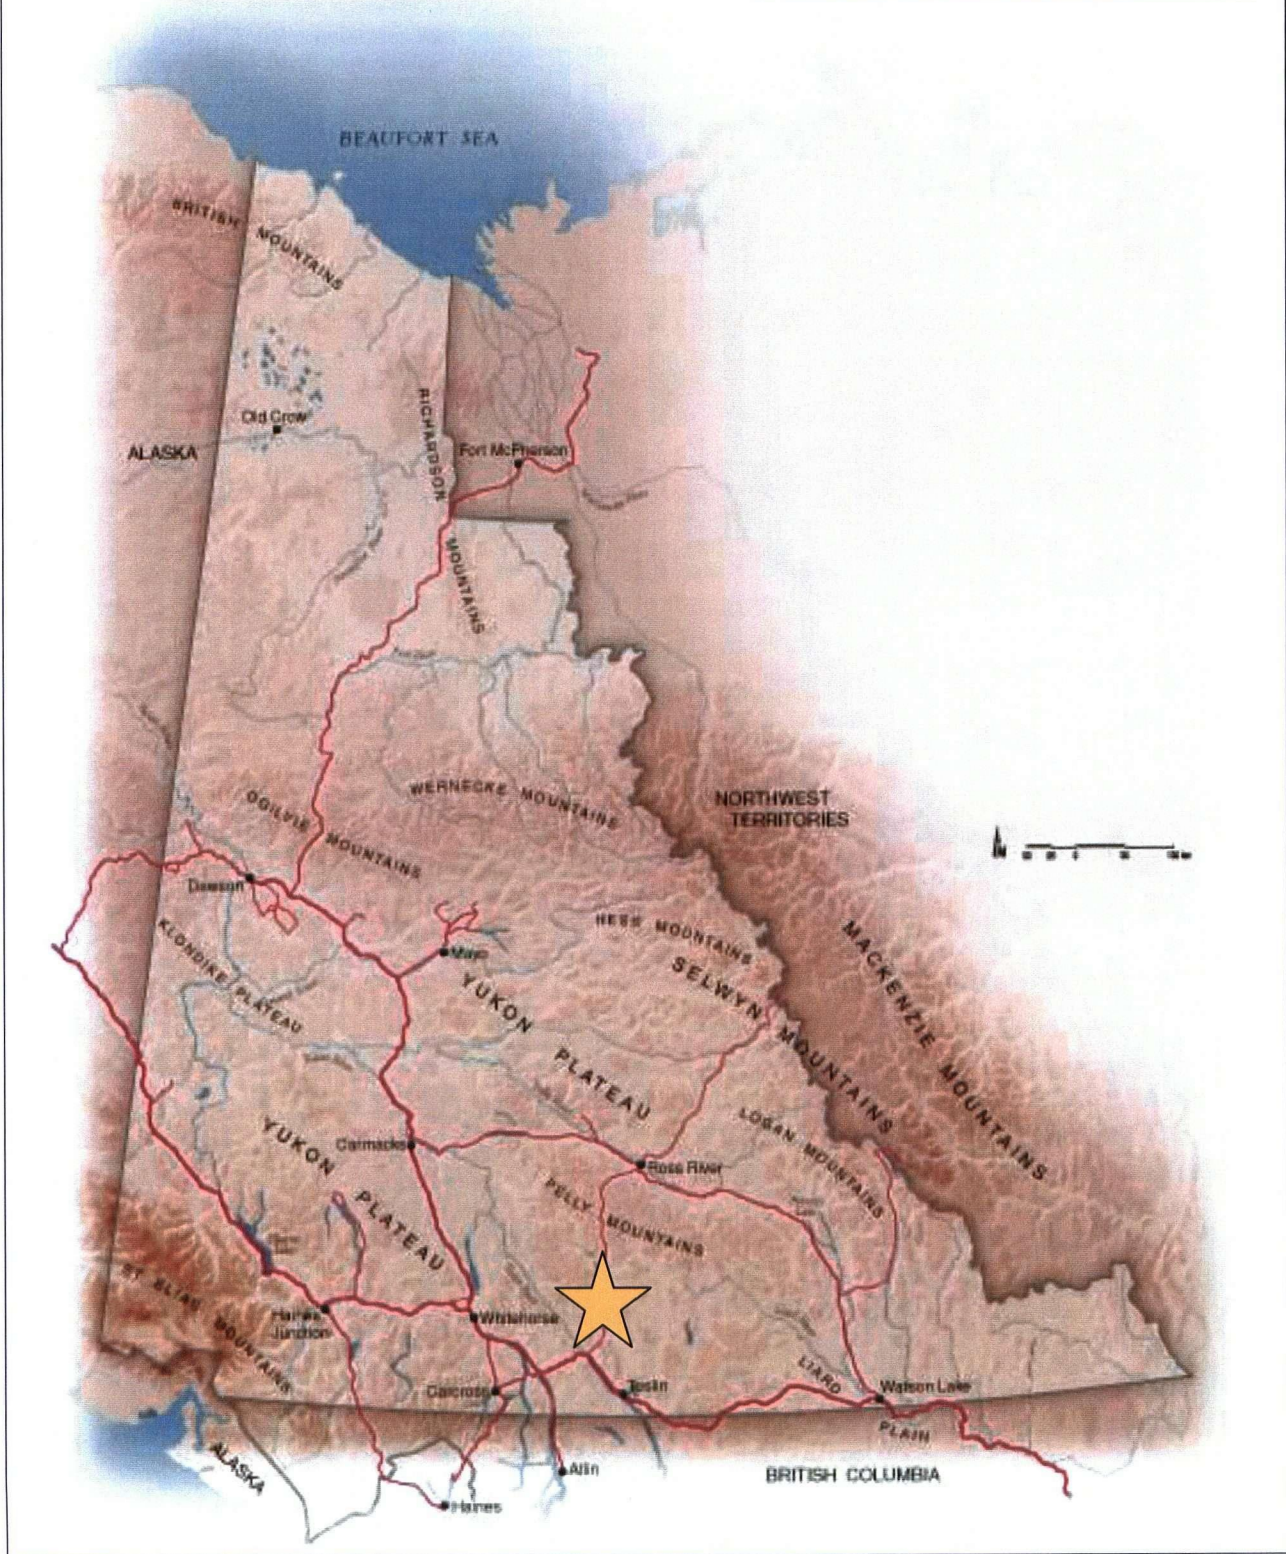 BEAUFORT SEA
BRITISH MOUNTAINS
Old Crow
ALASKA
RICHARDSON
Fort McPherson
MOUNTAINS
WERNECKE MOUNTAINS
OGILVIE MOUNTAINS
NORTHWEST
TERRITORIES
Dawson
KLONDIKE PLATEAU
Mayo
HESS MOUNTAINS
SELWYN MOUNTAINS
MACKENZIE MOUNTAINS
YUKON PLATEAU
LOGAN MOUNTAINS
Carmacks
YUKON PLATEAU
Ross River
PELLY MOUNTAINS
ST ELIAS MOUNTAINS
Haines
Junction
Whitehorse
Carcross
Teslin
LIARD
Watson Lake
PLAIN
ALASKA
Atlin
BRITISH COLUMBIA
Haines